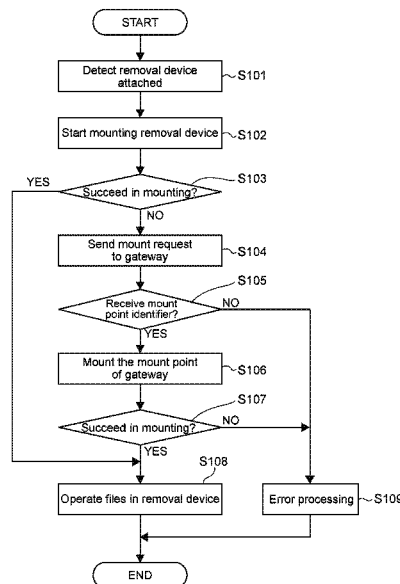 START
Detect removal device
attached
S101
Start mounting removal device
S102
S103
YES
Succeed in mounting?
NO
Send mount request
to gateway
S104
S105
Receive mount
point identifier?
NO
YES
Mount the mount point
of gateway
S106
S107
Succeed in mounting?
NO
YES
S108
Operate files in removal device
Error processing
S109
END